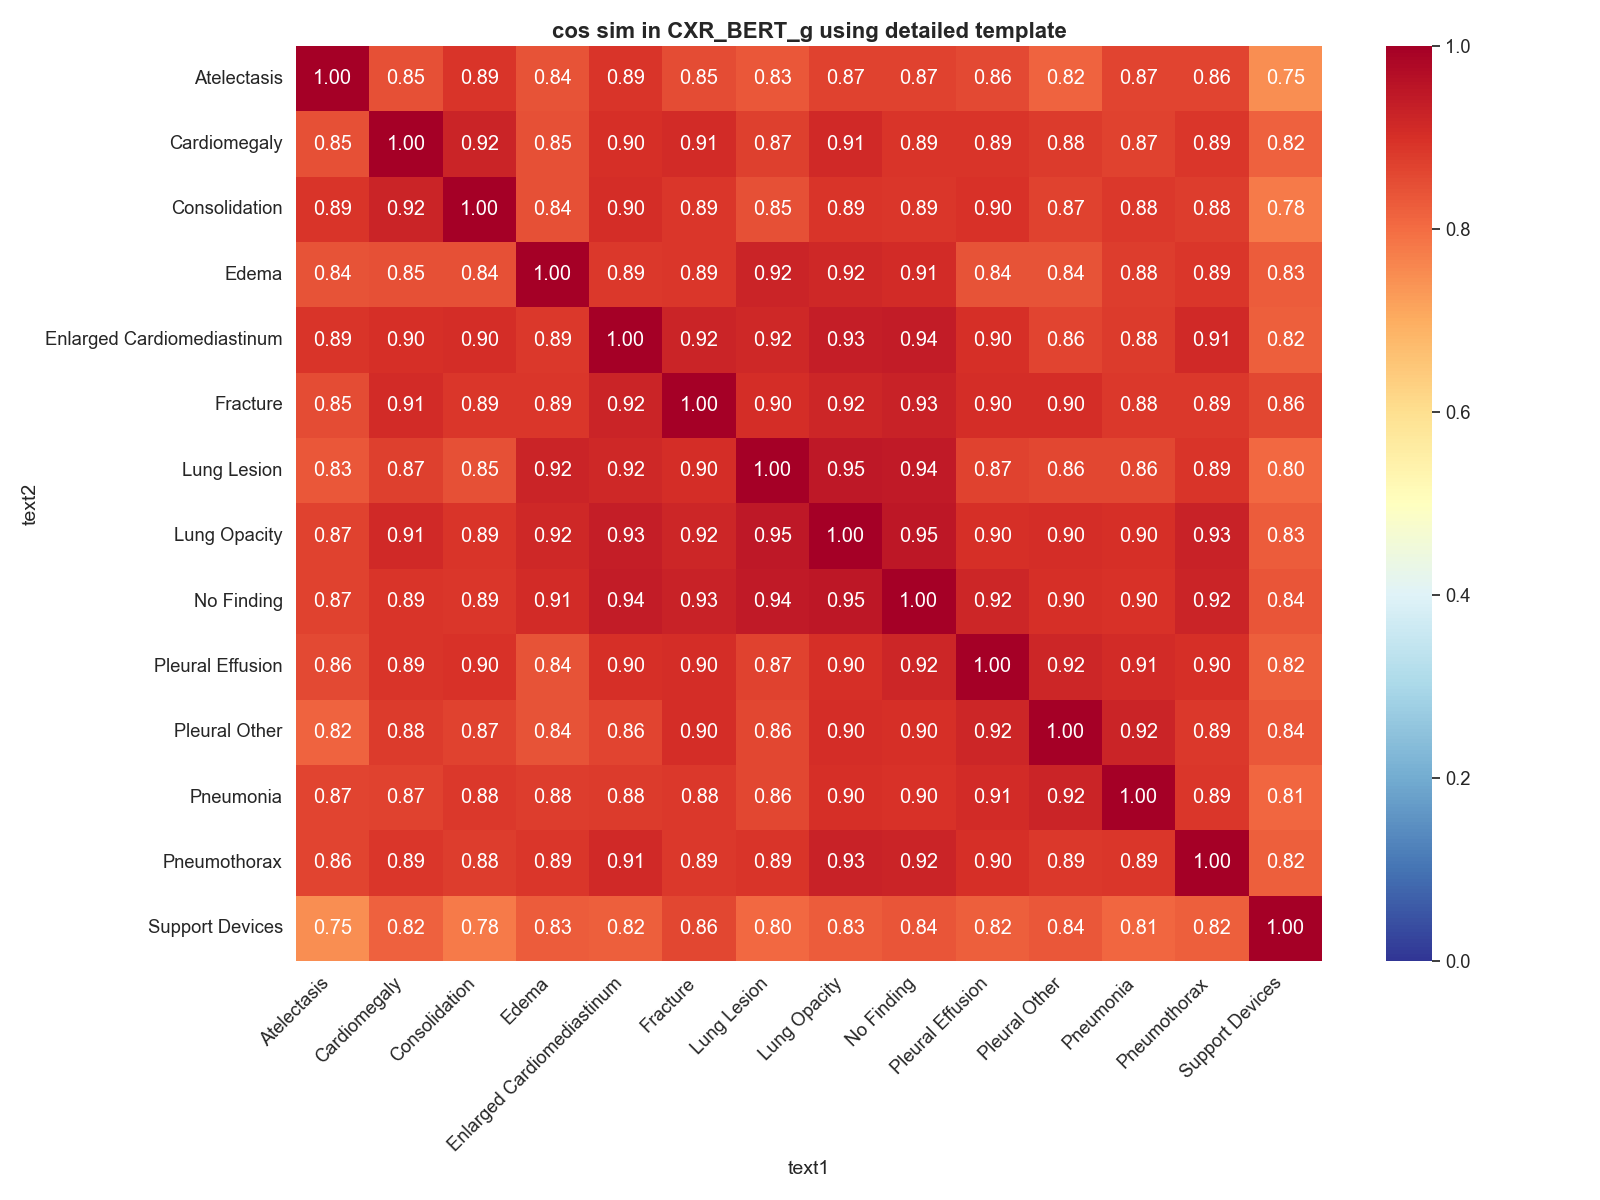 cos sim in CXR_BERT_g using detailed template
Atelectasis 1.00 0.85 0.89 0.84 0.89 0.85 0.83 0.87 0.87 0.86 0.82 0.87 0.86 0.75
Cardiomegaly 0.85 1.00 0.92 0.85 0.90 0.91 0.87 0.91 0.89 0.89 0.88 0.87 0.89 0.82
Consolidation 0.89 0.92 1.00 0.84 0.90 0.89 0.85 0.89 0.89 0.90 0.87 0.88 0.88 0.78
Edema 0.84 0.85 0.84 1.00 0.89 0.89 0.92 0.92 0.91 0.84 0.84 0.88 0.89 0.83
Enlarged Cardiomediastinum 0.89 0.90 0.90 0.89 1.00 0.92 0.92 0.93 0.94 0.90 0.86 0.88 0.91 0.82
Fracture 0.85 0.91 0.89 0.89 0.92 1.00 0.90 0.92 0.93 0.90 0.90 0.88 0.89 0.86
Lung Lesion 0.83 0.87 0.85 0.92 0.92 0.90 1.00 0.95 0.94 0.87 0.86 0.86 0.89 0.80
Lung Opacity 0.87 0.91 0.89 0.92 0.93 0.92 0.95 1.00 0.95 0.90 0.90 0.90 0.93 0.83
No Finding 0.87 0.89 0.89 0.91 0.94 0.93 0.94 0.95 1.00 0.92 0.90 0.90 0.92 0.84
Pleural Effusion 0.86 0.89 0.90 0.84 0.90 0.90 0.87 0.90 0.92 1.00 0.92 0.91 0.90 0.82
Pleural Other 0.82 0.88 0.87 0.84 0.86 0.90 0.86 0.90 0.90 0.92 1.00 0.92 0.89 0.84
Pneumonia 0.87 0.87 0.88 0.88 0.88 0.88 0.86 0.90 0.90 0.91 0.92 1.00 0.89 0.81
Pneumothorax 0.86 0.89 0.88 0.89 0.91 0.89 0.89 0.93 0.92 0.90 0.89 0.89 1.00 0.82
Support Devices 0.75 0.82 0.78 0.83 0.82 0.86 0.80 0.83 0.84 0.82 0.84 0.81 0.82 1.00
text2
Atelectasis
Cardiomegaly
Consolidation
Edema
Enlarged Cardiomediastinum
Fracture
Lung Lesion
Lung Opacity
No Finding
Pleural Effusion
Pleural Other
Pneumonia
Pneumothorax
Support Devices
text1
1.0
0.8
0.6
0.4
0.2
0.0